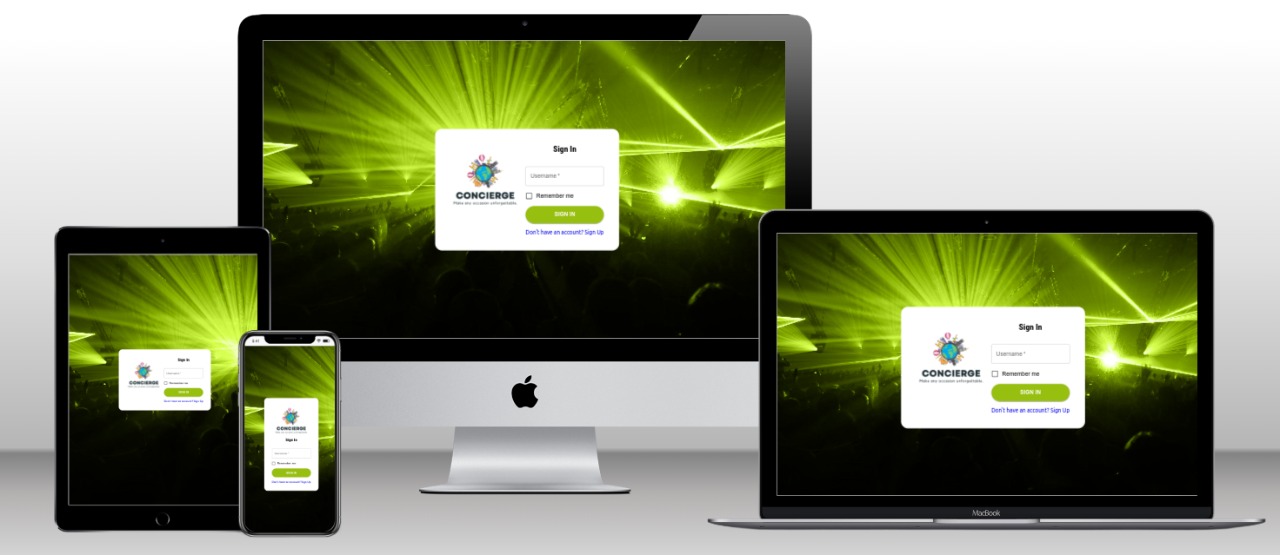 Sign In
CONCIERGE
Make any occasion unforgettable.
Username *
Remember me
SIGN IN
Don't have an account? Sign Up
Sign In
CONCIERGE
Make any occasion unforgettable.
Username *
Remember me
SIGN IN
Don't have an account? Sign Up
MacBook
Sign In
CONCIERGE
Username *
Remember me
SIGN IN
Don't have an account? Sign Up
CONCIERGE
Sign In
Username *
Remember me
SIGN IN
Don't have an account? Sign Up